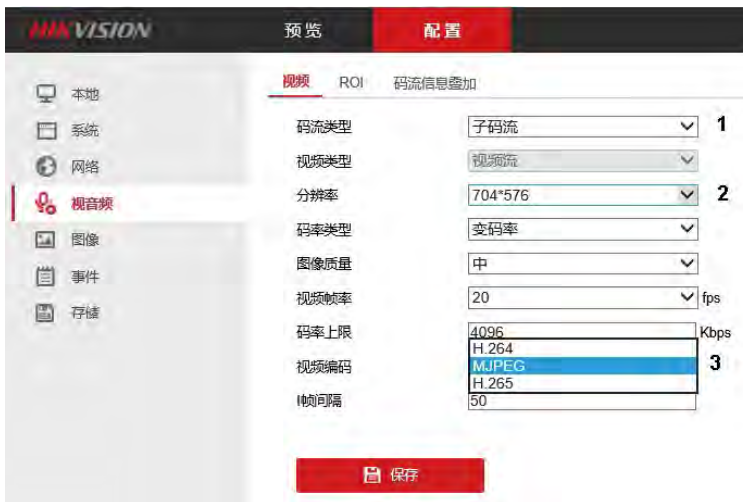 HIKVISION 预览 配置
本地
系统
网络
视音频
图像
事件
存储
视频 ROI 码流信息叠加
码流类型 子码流 1
视频类型 视频流
分辨率 704*576 2
码率类型 变码率
图像质量 中
视频帧率 20 fps
码率上限 4096 Kbps
H.264
视频编码 MJPEG 3
H.265
I帧间隔 50
保存